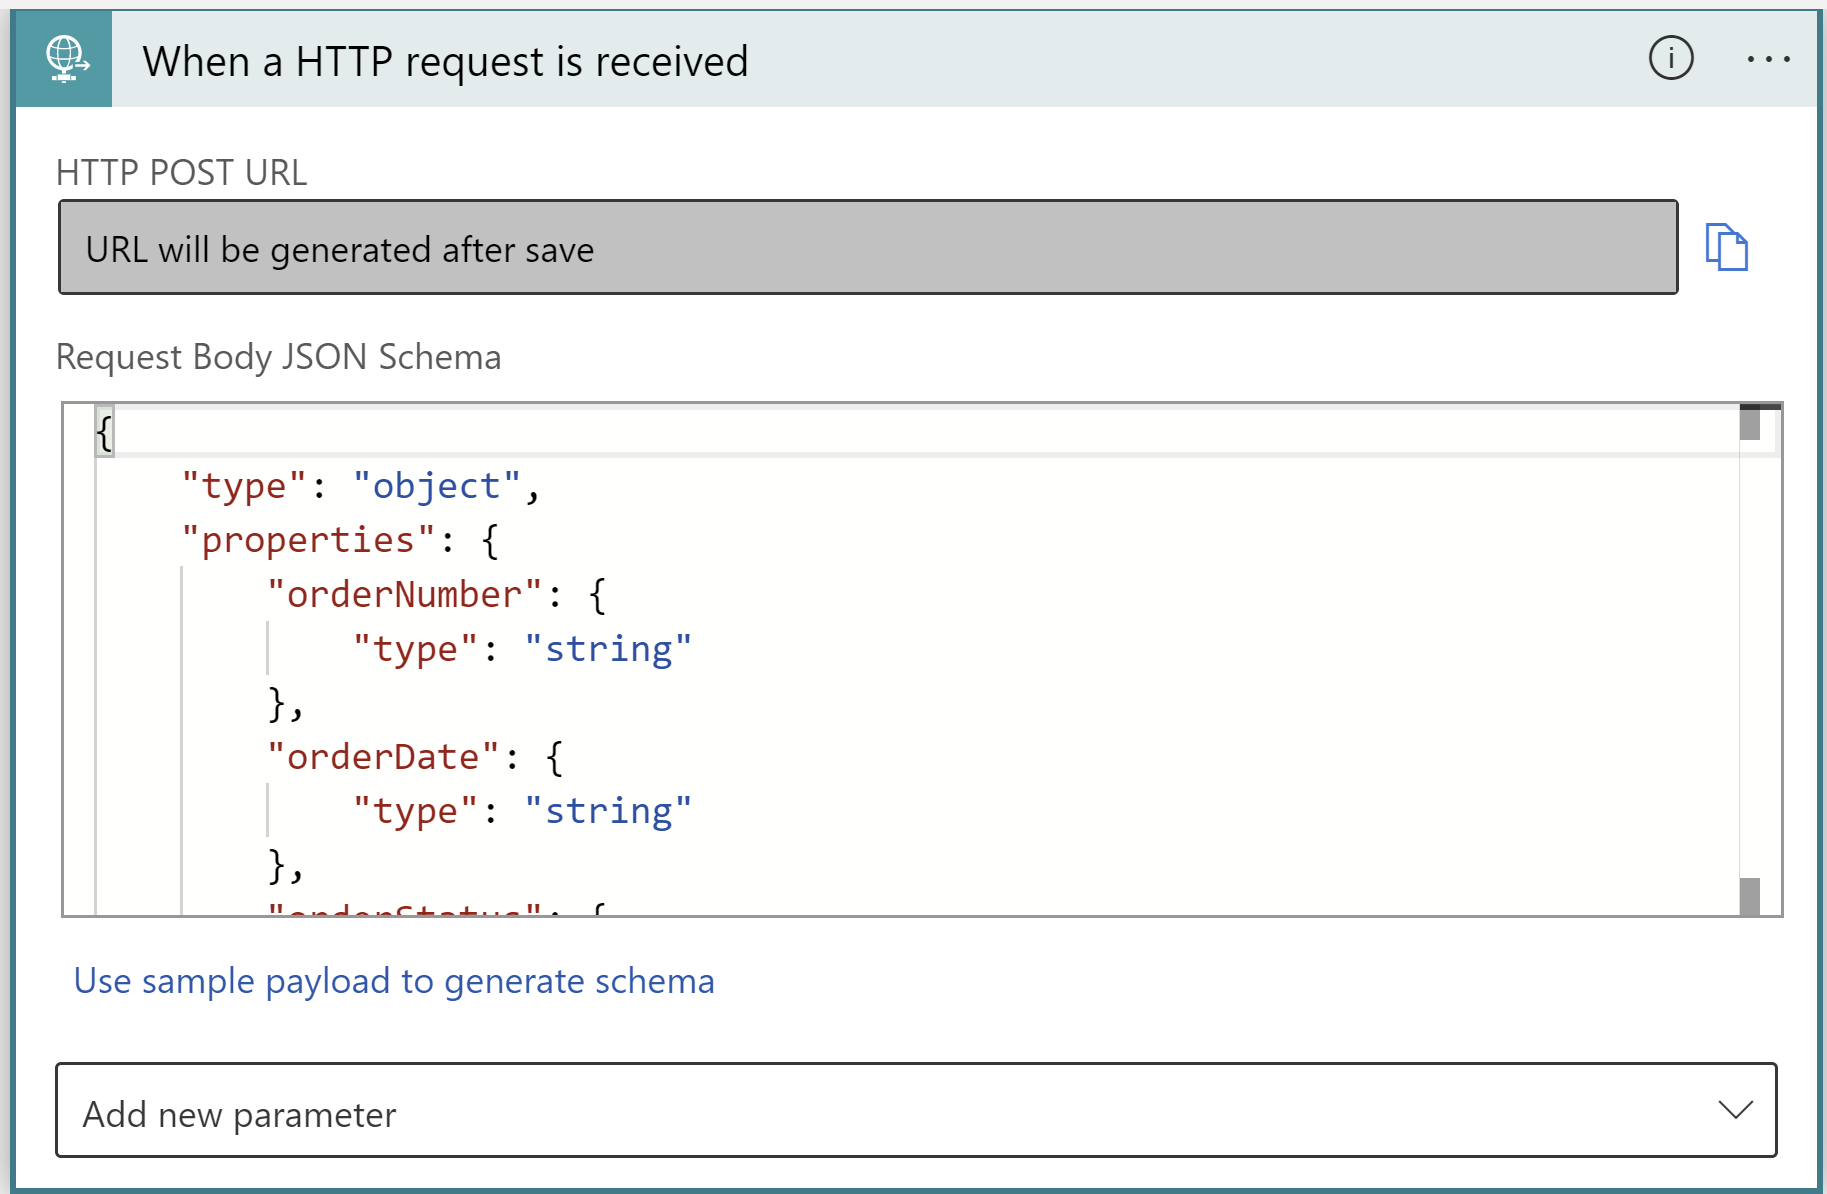 When a HTTP request is received
HTTP POST URL
URL will be generated after save
Request Body JSON Schema
{
"type": "object",
"properties": {
"orderNumber": {
"type": "string"
},
"orderDate": {
"type": "string"
},
"orderStatus": {
Use sample payload to generate schema
Add new parameter